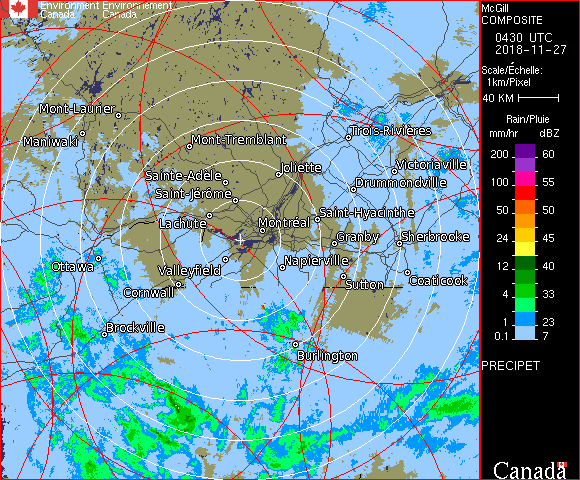 Environment Environnement
Canada Canada
McGill
COMPOSITE
0430 UTC
2018-11-27
Scale/Échelle:
1km/Pixel
40 KM
Rain/Pluie
mm/hr dBZ
200 60
150 57
100 55
50 50
24 45
12 40
4 33
1 23
0.1 7
PRECIPET
Canada
Mont-Laurier
Maniwaki
Mont-Tremblant
Trois-Rivières
Joliette
Victoriaville
Sainte-Adèle
Drummondville
Saint-Jérôme
Saint-Hyacinthe
Lachute
Montréal
Granby
Sherbrooke
Ottawa
Valleyfield
Napierville
Sutton
Coaticook
Cornwall
Brockville
Burlington